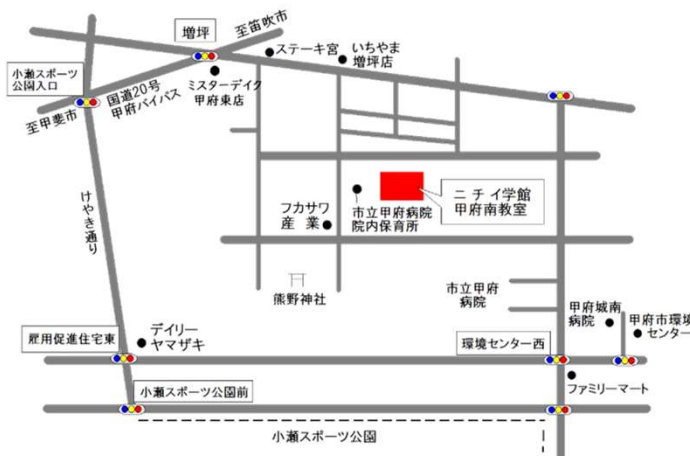 至笛吹市
増坪
ステーキ宮
いちやま
増坪店
小瀬スポーツ
公園入口
国道20号
甲府バイパス
ミスターデイク
甲府東店
至甲斐市
けやき通り
フカサワ
産業
市立甲府病院
院内保育所
ニチイ学館
甲府南教室
熊野神社
市立甲府
病院
甲府城南
病院
甲府市環境
センター
雇用促進住宅東
デイリー
ヤマザキ
環境センター西
小瀬スポーツ公園前
ファミリーマート
小瀬スポーツ公園